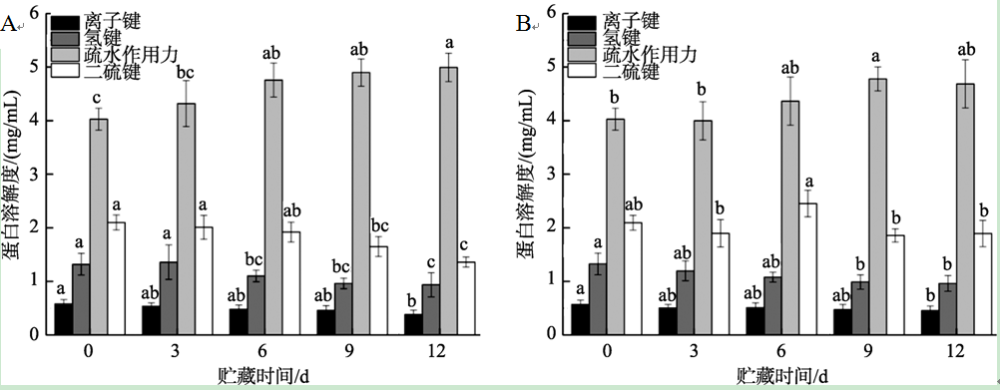 A
6
5
4
3
2
1
0
蛋白溶解度/(mg/mL)
离子键
氢键
疏水作用力
二硫键
a a c a
ab a bc a
ab bc ab ab
ab bc ab bc
b c a c
0 3 6 9 12
贮藏时间/d
B
6
5
4
3
2
1
0
蛋白溶解度/(mg/mL)
离子键
氢键
疏水作用力
二硫键
a a b ab
ab ab b b
ab b ab a
ab b a b
b b ab b
0 3 6 9 12
贮藏时间/d